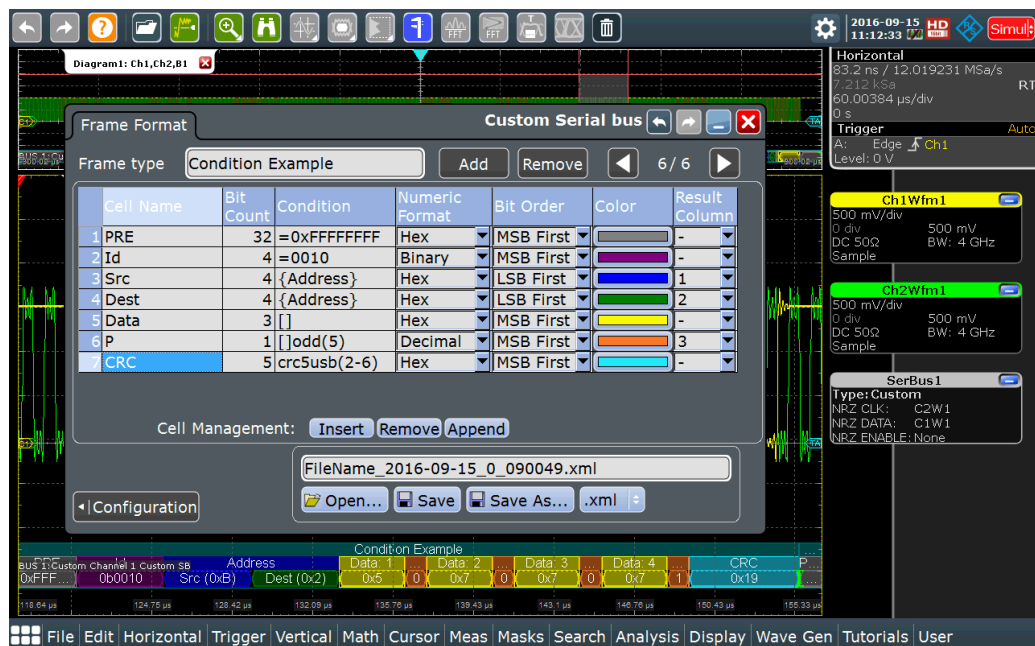 2016-09-15
11:12:33
HD
Simul
Diagram1: Ch1,Ch2,B1
Horizontal
83.2 ns / 12.019231 MSa/s
7.212 kSa RT
60.00384 µs/div
0 s
Trigger Auto
A: Edge Ch1
Level: 0 V
Frame Format
Custom Serial bus
Frame type Condition Example Add Remove 6/ 6
Cell Name Bit Count Condition Numeric Format Bit Order Color Result Column
1 PRE 32 =0xFFFFFFFF Hex MSB First -
2 Id 4 =0010 Binary MSB First -
3 Src 4 {Address} Hex LSB First 1
4 Dest 4 {Address} Hex LSB First 2
5 Data 3 [] Hex MSB First -
6 P 1 []odd(5) Decimal MSB First 3
7 CRC 5 crc5usb(2-6) Hex MSB First -
Cell Management: Insert Remove Append
FileName_2016-09-15_0_090049.xml
Configuration
Open... Save Save As... .xml
Ch1Wfm1
500 mV/div
0 div 500 mV
DC 50Ω BW: 4 GHz
Sample
Ch2Wfm1
500 mV/div
0 div 500 mV
DC 50Ω BW: 4 GHz
Sample
SerBus1
Type: Custom
NRZ CLK: C2W1
NRZ DATA: C1W1
NRZ ENABLE: None
Condition Example
BUS 1:Custom Channel 1 Custom SB
PRE Id Address Data: 1 ... Data: 2 ... Data: 3 ... Data: 4 ... CRC P...
0xFFF... 0b0010 Src (0xB) Dest (0x2) 0x5 0 0x7 0 0x7 0 0x7 1 0x19 ...
118.64 µs 124.75 µs 128.42 µs 132.09 µs 135.76 µs 139.43 µs 143.1 µs 146.76 µs 150.43 µs 155.33 µs
File Edit Horizontal Trigger Vertical Math Cursor Meas Masks Search Analysis Display Wave Gen Tutorials User